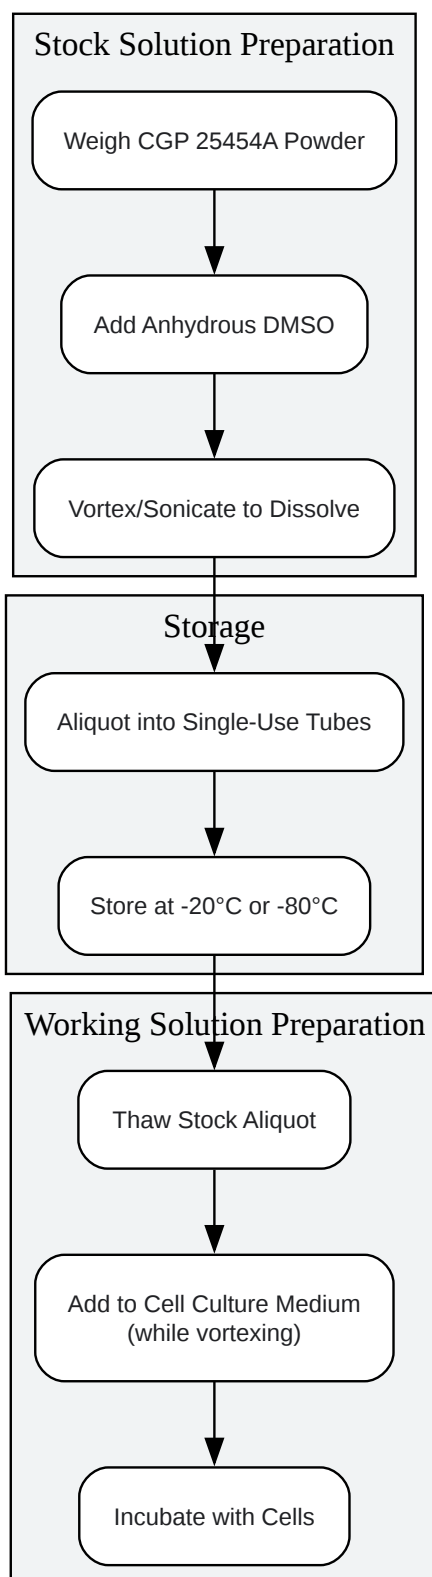 Stock Solution Preparation
Weigh CGP 25454A Powder
Add Anhydrous DMSO
Vortex/Sonicate to Dissolve
Storage
Aliquot into Single-Use Tubes
Store at -20°C or -80°C
Working Solution Preparation
Thaw Stock Aliquot
Add to Cell Culture Medium
(while vortexing)
Incubate with Cells